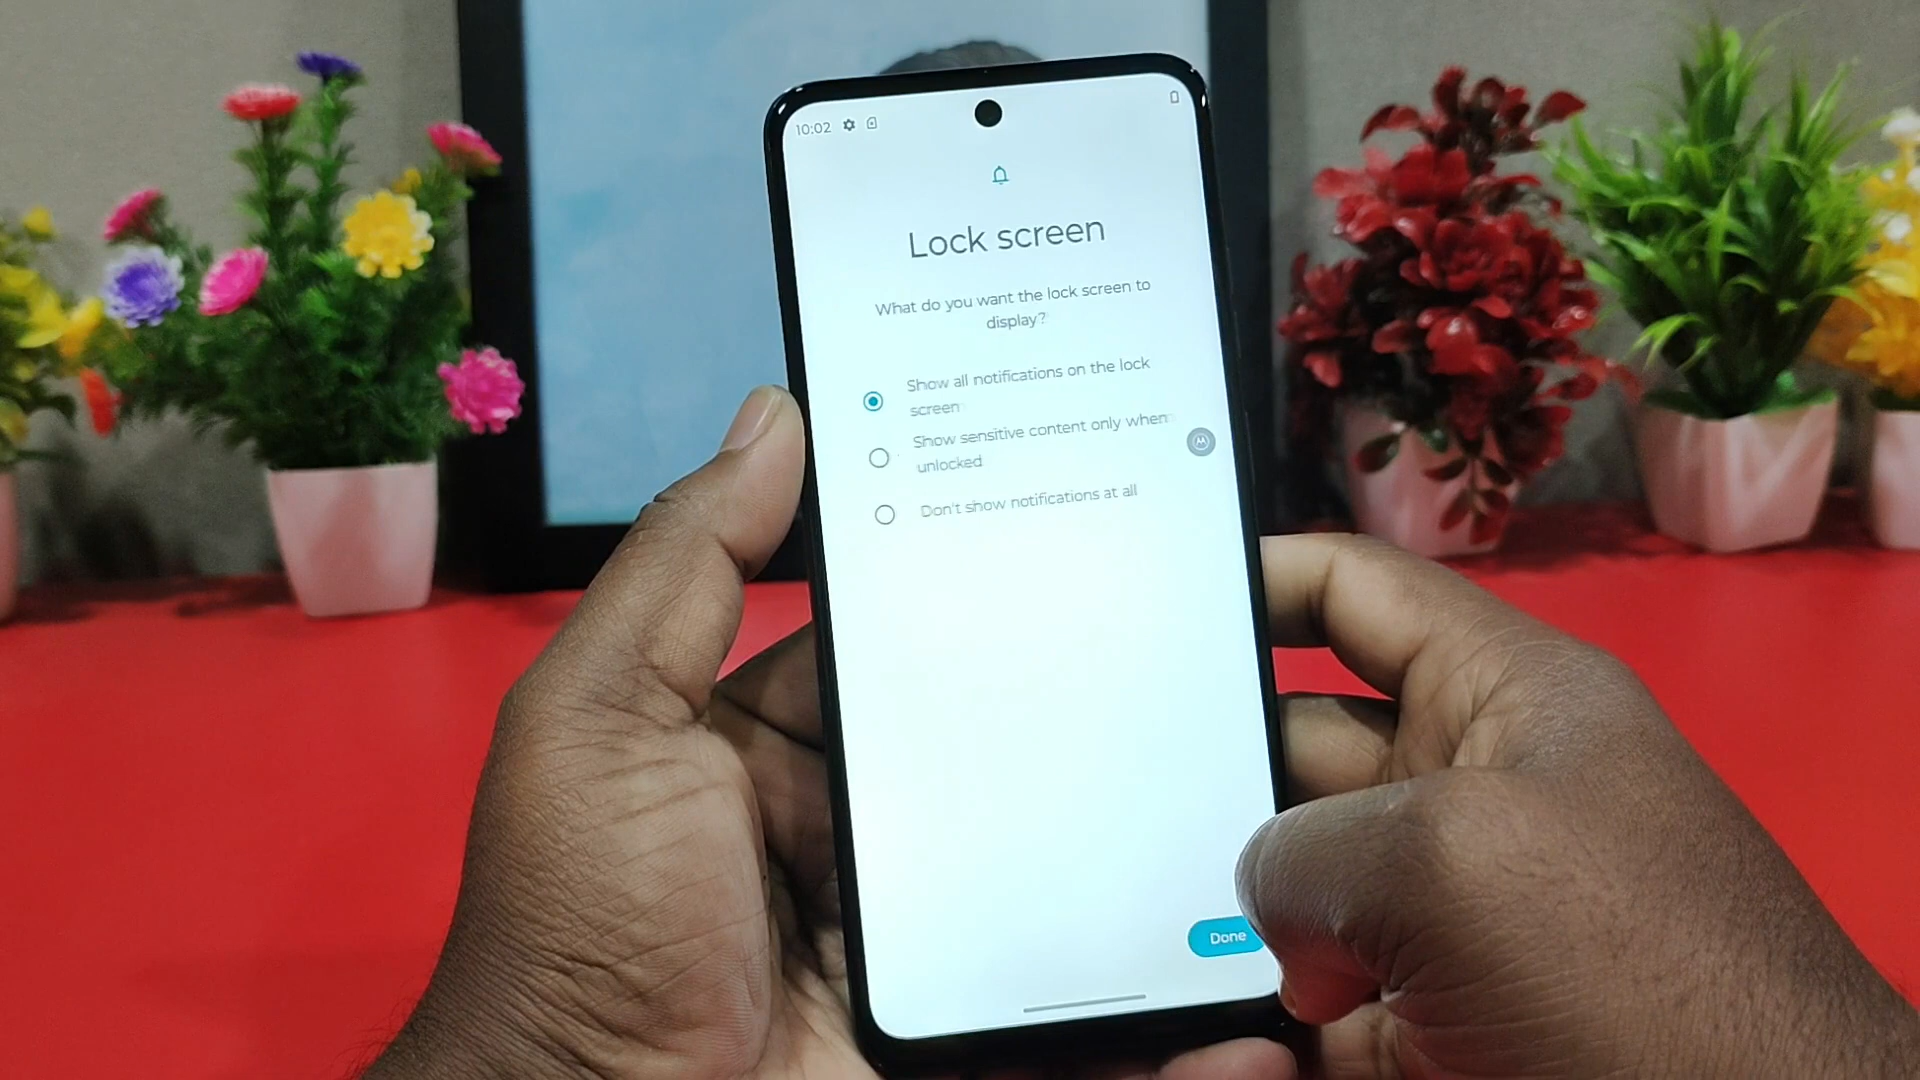 10:02
Lock screen
What do you want the lock screen to
display?
Show all notifications on the lock
screen
Show sensitive content only when
unlocked
Don't show notifications at all
Done